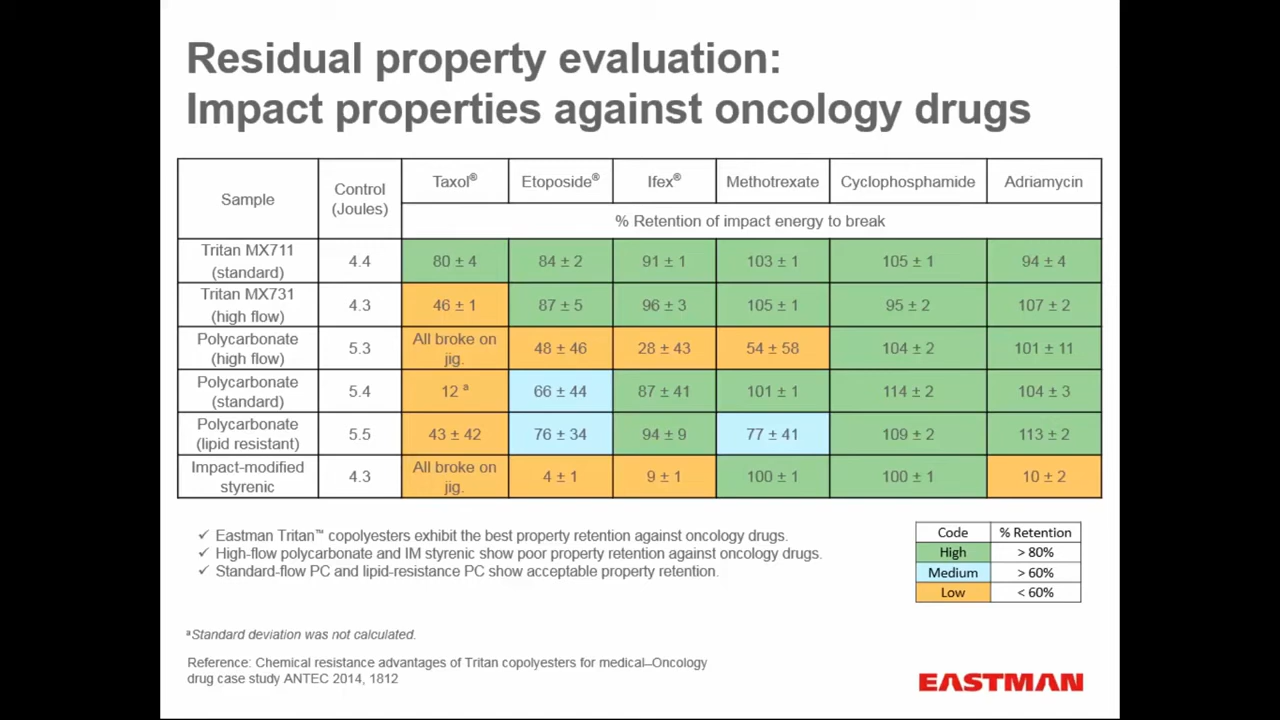 Residual property evaluation:
Impact properties against oncology drugs
Sample
Control
(Joules)
Taxol®
Etoposide®
Ifex®
Methotrexate
Cyclophosphamide
Adriamycin
% Retention of impact energy to break
Tritan MX711
(standard)
4.4
80 ± 4
84 ± 2
91 ± 1
103 ± 1
105 ± 1
94 ± 4
Tritan MX731
(high flow)
4.3
46 ± 1
87 ± 5
96 ± 3
105 ± 1
95 ± 2
107 ± 2
Polycarbonate
(high flow)
5.3
All broke on
jig.
48 ± 46
28 ± 43
54 ± 58
104 ± 2
101 ± 11
Polycarbonate
(standard)
5.4
12 ᵃ
66 ± 44
87 ± 41
101 ± 1
114 ± 2
104 ± 3
Polycarbonate
(lipid resistant)
5.5
43 ± 42
76 ± 34
94 ± 9
77 ± 41
109 ± 2
113 ± 2
Impact-modified
styrenic
4.3
All broke on
jig.
4 ± 1
9 ± 1
100 ± 1
100 ± 1
10 ± 2
✓ Eastman Tritan™ copolyesters exhibit the best property retention against oncology drugs.
✓ High-flow polycarbonate and IM styrenic show poor property retention against oncology drugs.
✓ Standard-flow PC and lipid-resistance PC show acceptable property retention.
Code % Retention
High > 80%
Medium > 60%
Low < 60%
ᵃStandard deviation was not calculated.
Reference: Chemical resistance advantages of Tritan copolyesters for medical–Oncology
drug case study ANTEC 2014, 1812
EASTMAN